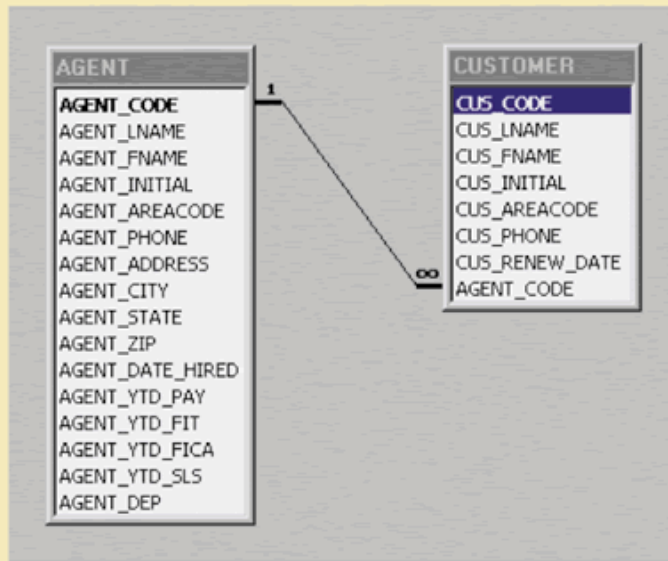 AGENT
AGENT_CODE
AGENT_LNAME
AGENT_FNAME
AGENT_INITIAL
AGENT_AREACODE
AGENT_PHONE
AGENT_ADDRESS
AGENT_CITY
AGENT_STATE
AGENT_ZIP
AGENT_DATE_HIRED
AGENT_YTD_PAY
AGENT_YTD_FIT
AGENT_YTD_FICA
AGENT_YTD_SLS
AGENT_DEP
1
∞
CUSTOMER
CUS_CODE
CUS_LNAME
CUS_FNAME
CUS_INITIAL
CUS_AREACODE
CUS_PHONE
CUS_RENEW_DATE
AGENT_CODE